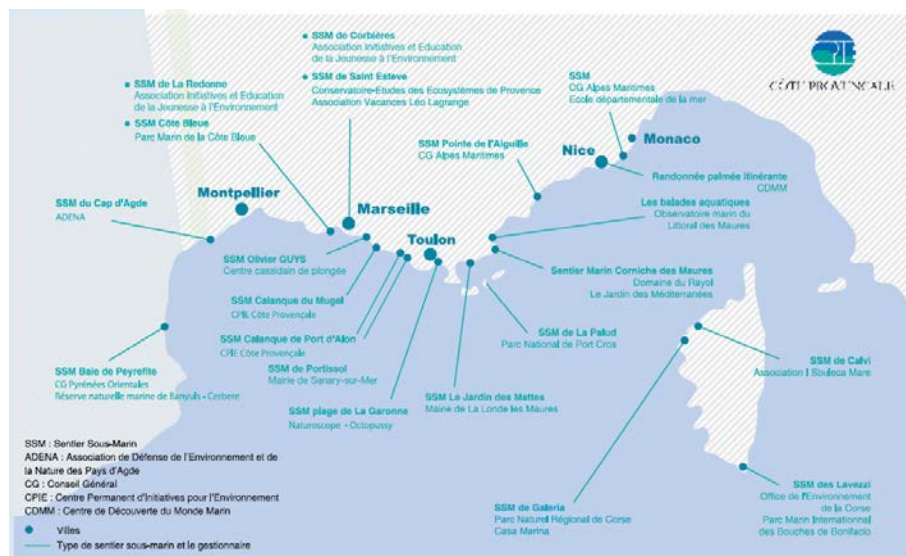 SSM de Corbières
Association Initiatives et Education
de la Jeunesse à l'Environnement
SSM de La Redonne
Association Initiatives et Education
de la Jeunesse à l'Environnement
SSM de Saint Esteve
Conservatoire-Etudes des Ecosystèmes de Provence
Association Vacances Léo Lagrange
SSM Côte Bleue
Parc Marin de la Côte Bleue
SSM
CG Alpes Maritimes
Ecole départementale de la mer
CPIE
CÔTE PROVENCALE
SSM Pointe de l'Aiguille
CG Alpes Maritimes
Nice
Monaco
Randonnée palmée itinérante
CDMM
Montpellier
Marseille
Toulon
SSM du Cap d'Agde
ADENA
Les balades aquatiques
Observatoire marin du
Littoral des Maures
SSM Olivier GUYS
Centre cassidain de plongée
Sentier Marin Corniche des Maures
Domaine du Rayol
Le Jardin des Méditerranées
SSM Calanque du Mugel
CPIE Côte Provençale
SSM Calanque de Port d'Alon
CPIE Côte Provençale
SSM de La Palud
Parc National de Port Cros
SSM de Calvi
Association I Sbuleca Mare
SSM Baie de Peyrefite
CG Pyrénées Orientales
Réserve naturelle marine de Banyuls - Cerbere
SSM de Portissol
Mairie de Sanary-sur-Mer
SSM Le Jardin des Mattes
Mairie de La Londe les Maures
SSM plage de La Garonne
Naturoscope - Octopussy
SSM : Sentier Sous-Marin
ADENA : Association de Défense de l'Environnement et de
la Nature des Pays d'Agde
CG : Conseil Général
CPIE : Centre Permanent d'Initiatives pour l'Environnement
CDMM : Centre de Découverte du Monde Marin
Villes
Type de sentier sous-marin et le gestionnaire
SSM de Galeria
Parc Naturel Régional de Corse
Casa Marina
SSM des Lavezzi
Office de l'Environnement
de la Corse
Parc Marin International
des Bouches de Bonifacio